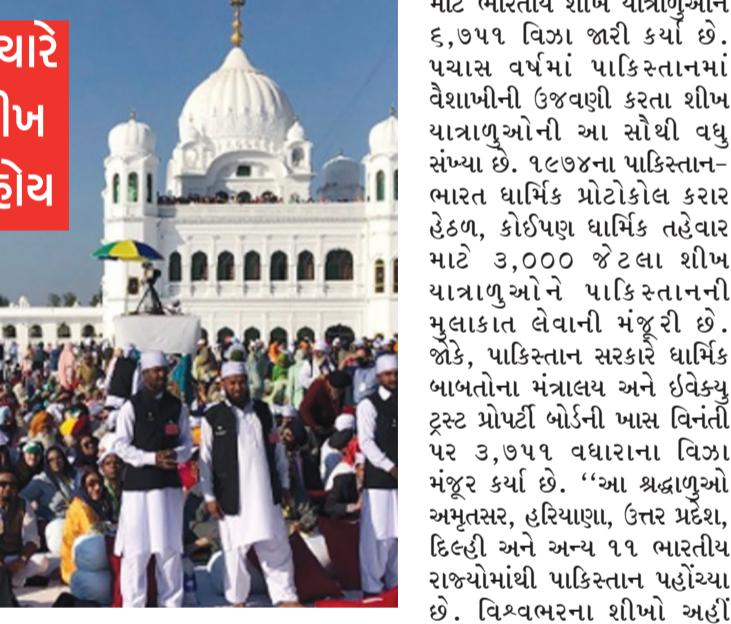 યારે
ીખ
હોય
માટે ભારતીય શીખ યાત્રાળુઓને
૬,૭૫૧ વિઝા જારી કર્યા છે.
પચાસ વર્ષમાં પાકિસ્તાનમાં
વૈશાખીની ઉજવણી કરતા શીખ
યાત્રાળુઓની આ સૌથી વધુ
સંખ્યા છે. ૧૯૭૪ના પાકિસ્તાન-
ભારત ધાર્મિક પ્રોટોકોલ કરાર
હેઠળ, કોઈપણ ધાર્મિક તહેવાર
માટે ૩,૦૦૦ જેટલા શીખ
યાત્રાળુઓને પાકિસ્તાનની
મુલાકાત લેવાની મંજૂરી છે.
જોકે, પાકિસ્તાન સરકારે ધાર્મિક
બાબતોના મંત્રાલય અને ઇવેક્યુ
ટ્રસ્ટ પ્રોપર્ટી બોર્ડની ખાસ વિનંતી
પર ૩,૭૫૧ વધારાના વિઝા
મંજૂર કર્યા છે. ‘‘આ શ્રદ્ધાળુઓ
અમૃતસર, હરિયાણા, ઉત્તર પ્રદેશ,
દિલ્હી અને અન્ય ૧૧ ભારતીય
રાજ્યોમાંથી પાકિસ્તાન પહોંચ્યા
છે. વિશ્વભરના શીખો અહીં